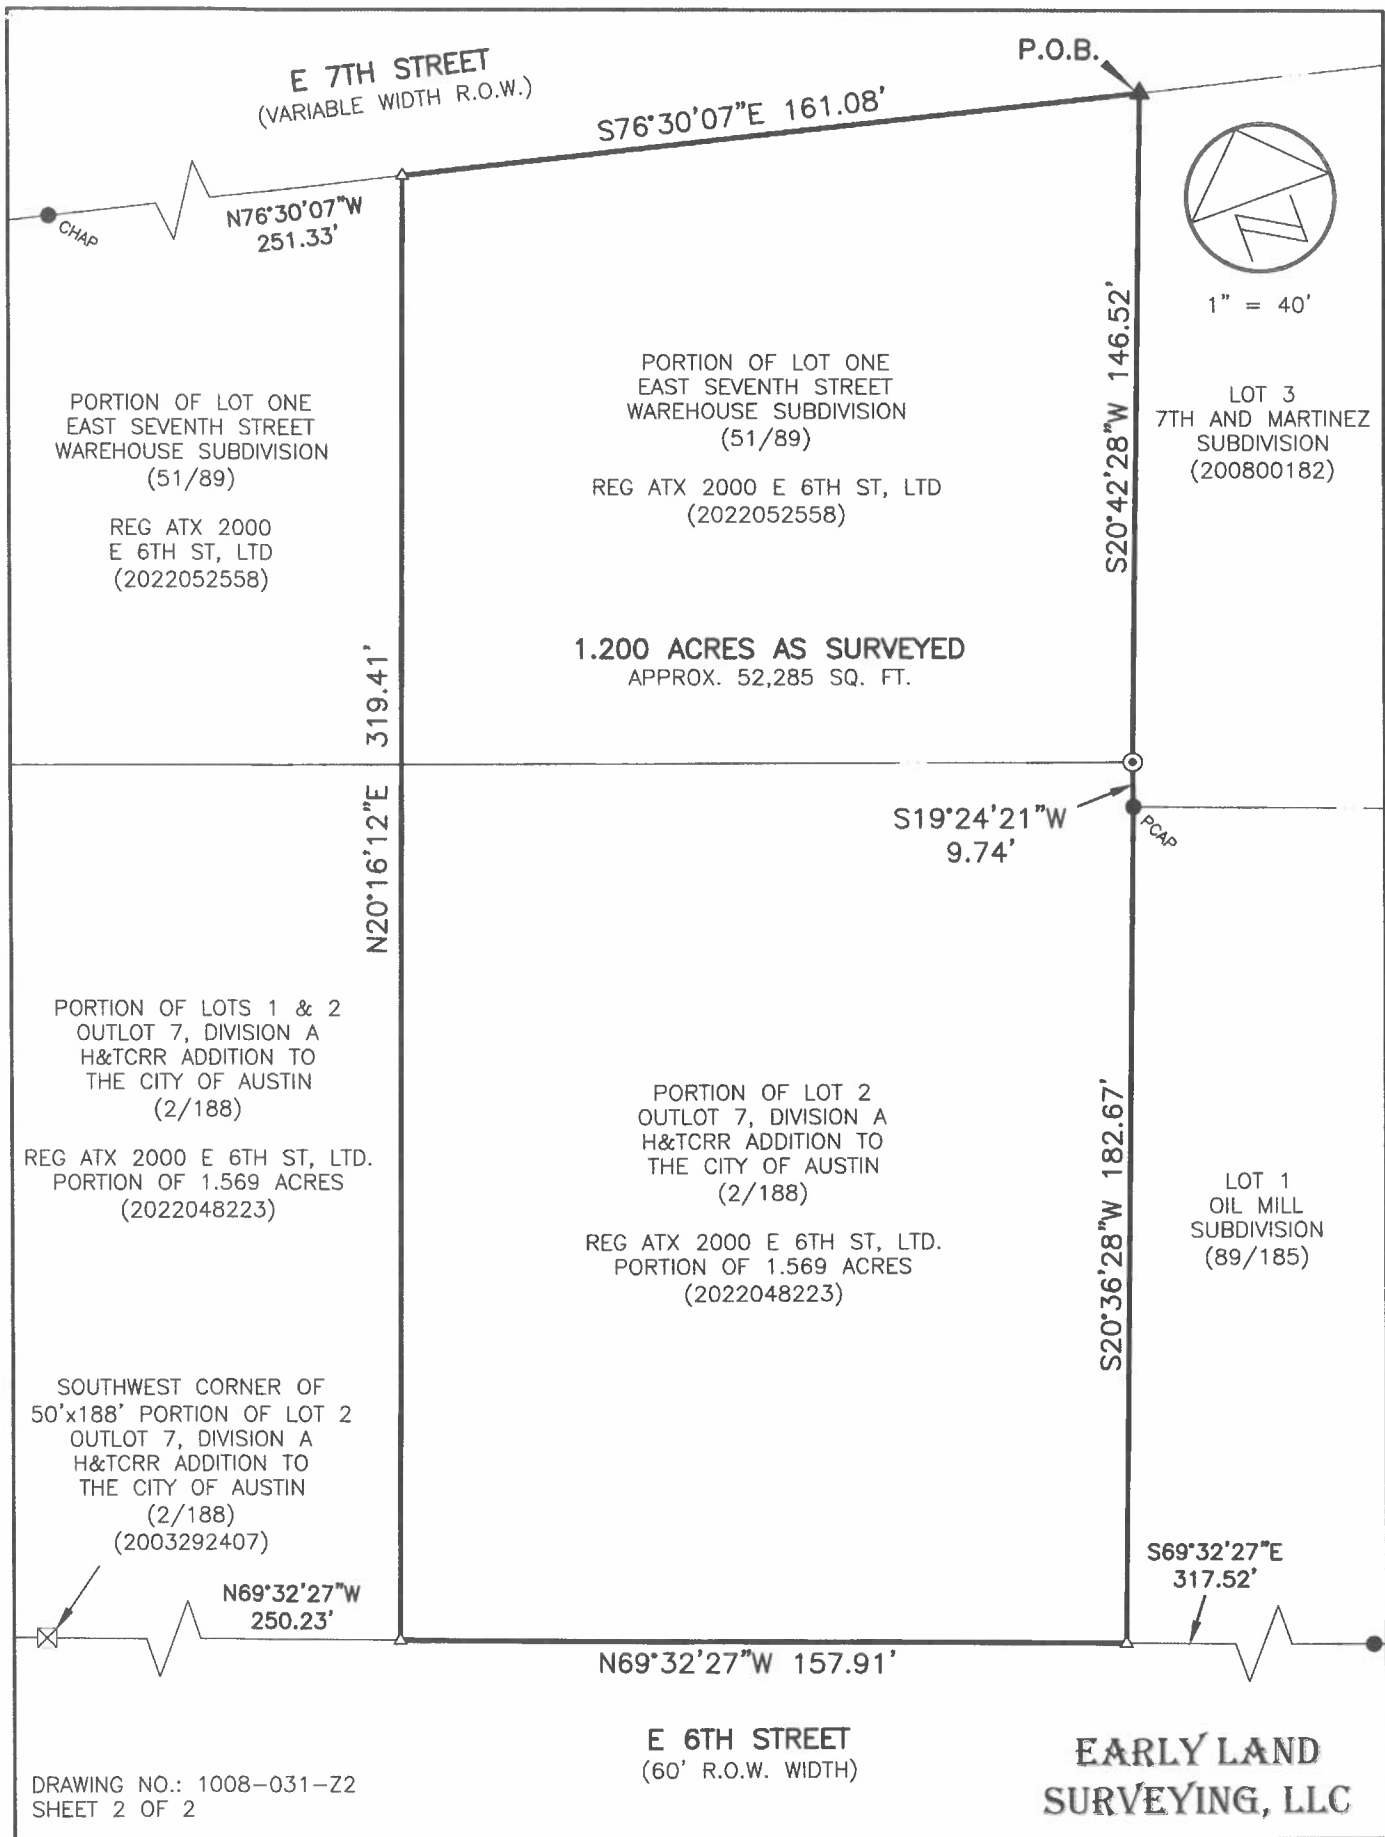 E 7TH STREET
(VARIABLE WIDTH R.O.W.)
P.O.B.
S76°30'07"E 161.08'
N76°30'07"W
251.33'
CHAP
N
1" = 40'
S20°42'28"W 146.52'
PORTION OF LOT ONE
EAST SEVENTH STREET
WAREHOUSE SUBDIVISION
(51/89)
REG ATX 2000
E 6TH ST, LTD
(2022052558)
PORTION OF LOT ONE
EAST SEVENTH STREET
WAREHOUSE SUBDIVISION
(51/89)
REG ATX 2000 E 6TH ST, LTD
(2022052558)
LOT 3
7TH AND MARTINEZ
SUBDIVISION
(200800182)
1.200 ACRES AS SURVEYED
APPROX. 52,285 SQ. FT.
N20°16'12"E 319.41'
S19°24'21"W
9.74'
PCAP
PORTION OF LOTS 1 & 2
OUTLOT 7, DIVISION A
H&TCRR ADDITION TO
THE CITY OF AUSTIN
(2/188)
REG ATX 2000 E 6TH ST, LTD.
PORTION OF 1.569 ACRES
(2022048223)
PORTION OF LOT 2
OUTLOT 7, DIVISION A
H&TCRR ADDITION TO
THE CITY OF AUSTIN
(2/188)
REG ATX 2000 E 6TH ST, LTD.
PORTION OF 1.569 ACRES
(2022048223)
S20°36'28"W 182.67'
LOT 1
OIL MILL
SUBDIVISION
(89/185)
SOUTHWEST CORNER OF
50'x188' PORTION OF LOT 2
OUTLOT 7, DIVISION A
H&TCRR ADDITION TO
THE CITY OF AUSTIN
(2/188)
(2003292407)
N69°32'27"W
250.23'
S69°32'27"E
317.52'
N69°32'27"W 157.91'
E 6TH STREET
(60' R.O.W. WIDTH)
DRAWING NO.: 1008-031-Z2
SHEET 2 OF 2
EARLY LAND
SURVEYING, LLC